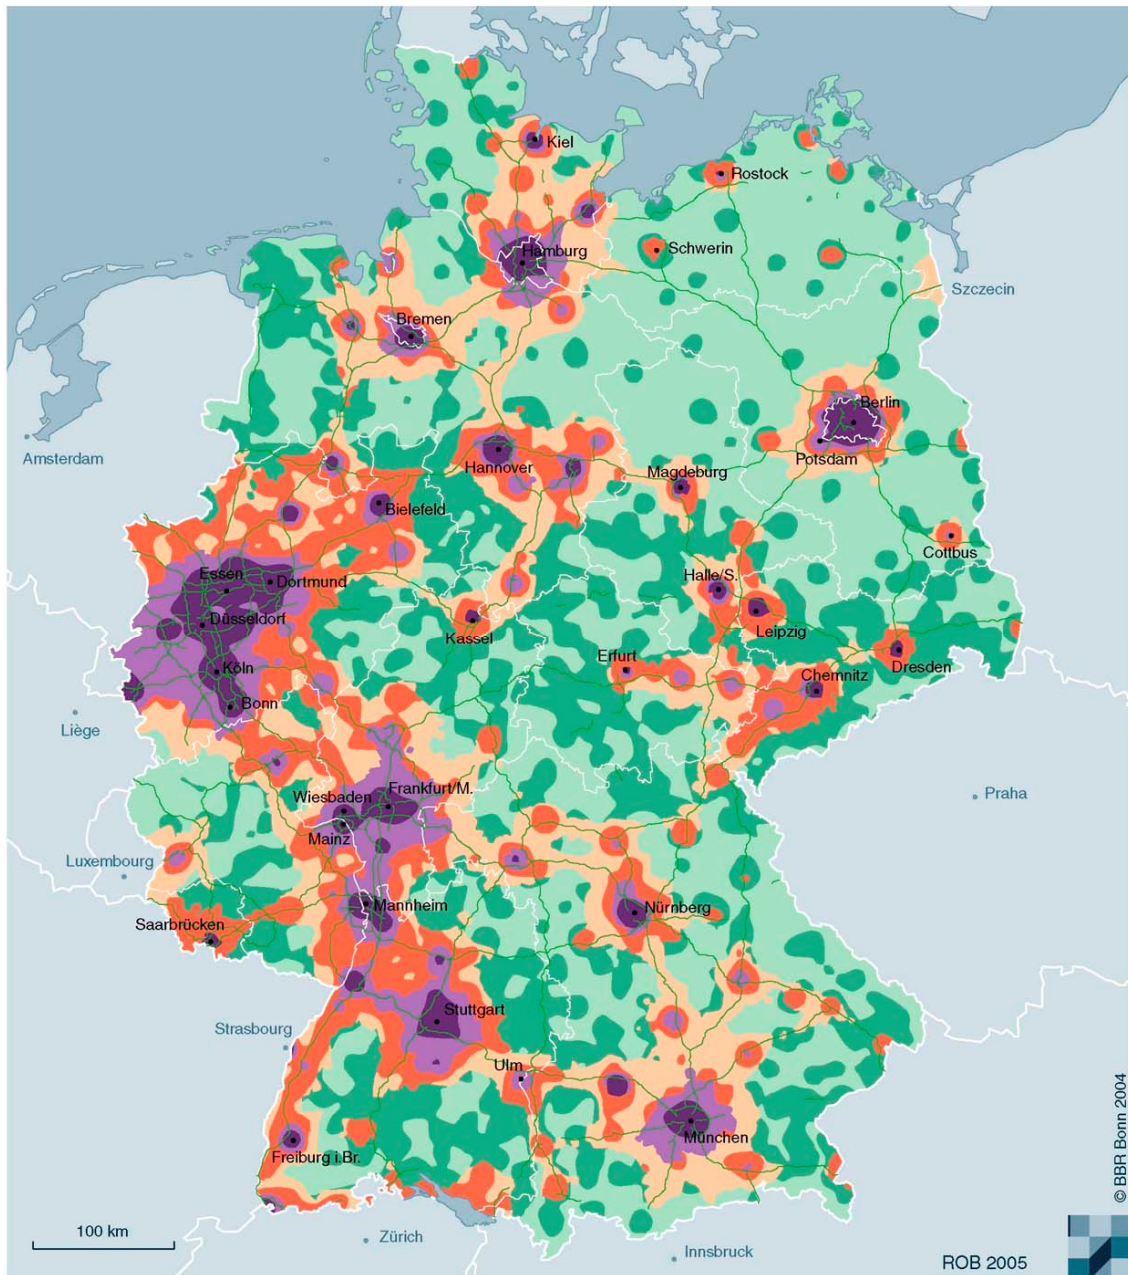 Kiel
Rostock
Hamburg
Schwerin
Szczecin
Bremen
Berlin
Amsterdam
Hannover
Potsdam
Magdeburg
Bielefeld
Cottbus
Essen
Dortmund
Halle/S.
Düsseldorf
Leipzig
Kassel
Erfurt
Dresden
Köln
Chemnitz
Bonn
Liège
Wiesbaden
Frankfurt/M.
Praha
Mainz
Luxembourg
Mannheim
Nürnberg
Saarbrücken
Stuttgart
Strasbourg
Ulm
München
Freiburg i.Br.
© BBR Bonn 2004
100 km
Zürich
Innsbruck
ROB 2005